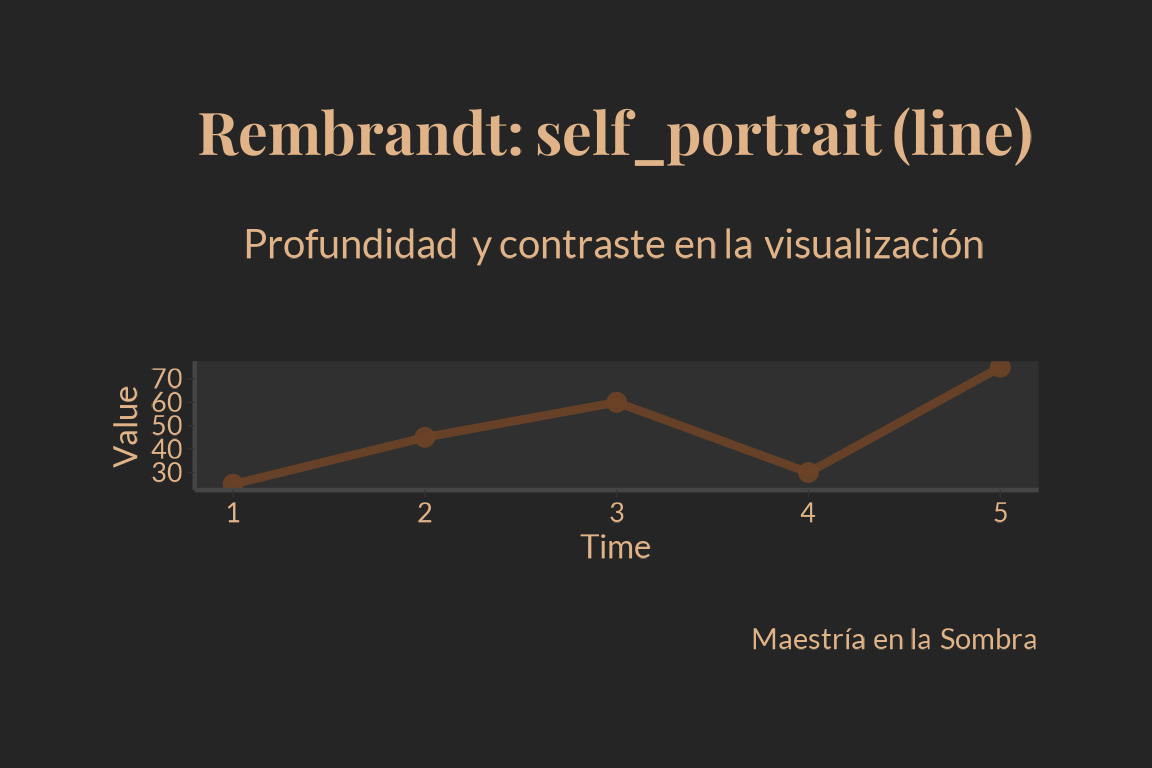 Rembrandt: self_portrait (line)
Profundidad y contraste en la visualización
Value
70
60
50
40
30
1 2 3 4 5
Time
Maestría en la Sombra